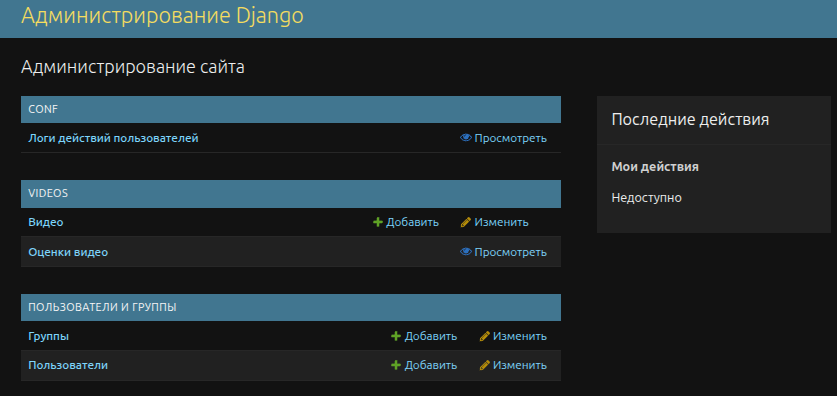 Администрирование Django
Администрирование сайта
CONF
Логи действий пользователей Просмотреть
VIDEOS
Видео Добавить Изменить
Оценки видео Просмотреть
ПОЛЬЗОВАТЕЛИ И ГРУППЫ
Группы Добавить Изменить
Пользователи Добавить Изменить
Последние действия
Мои действия
Недоступно